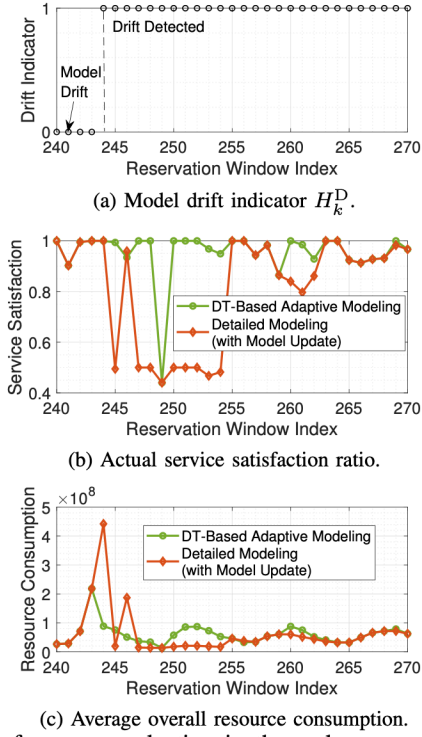 1
Drift Indicator
Drift Detected
Model
Drift
0
240 245 250 255 260 265 270
Reservation Window Index
(a) Model drift indicator H_k^D.
1
0.8
0.6
0.4
Service Satisfaction
DT-Based Adaptive Modeling
Detailed Modeling
(with Model Update)
240 245 250 255 260 265 270
Reservation Window Index
(b) Actual service satisfaction ratio.
×10^8
5
4
3
2
1
0
Resource Consumption
DT-Based Adaptive Modeling
Detailed Modeling
(with Model Update)
240 245 250 255 260 265 270
Reservation Window Index
(c) Average overall resource consumption.